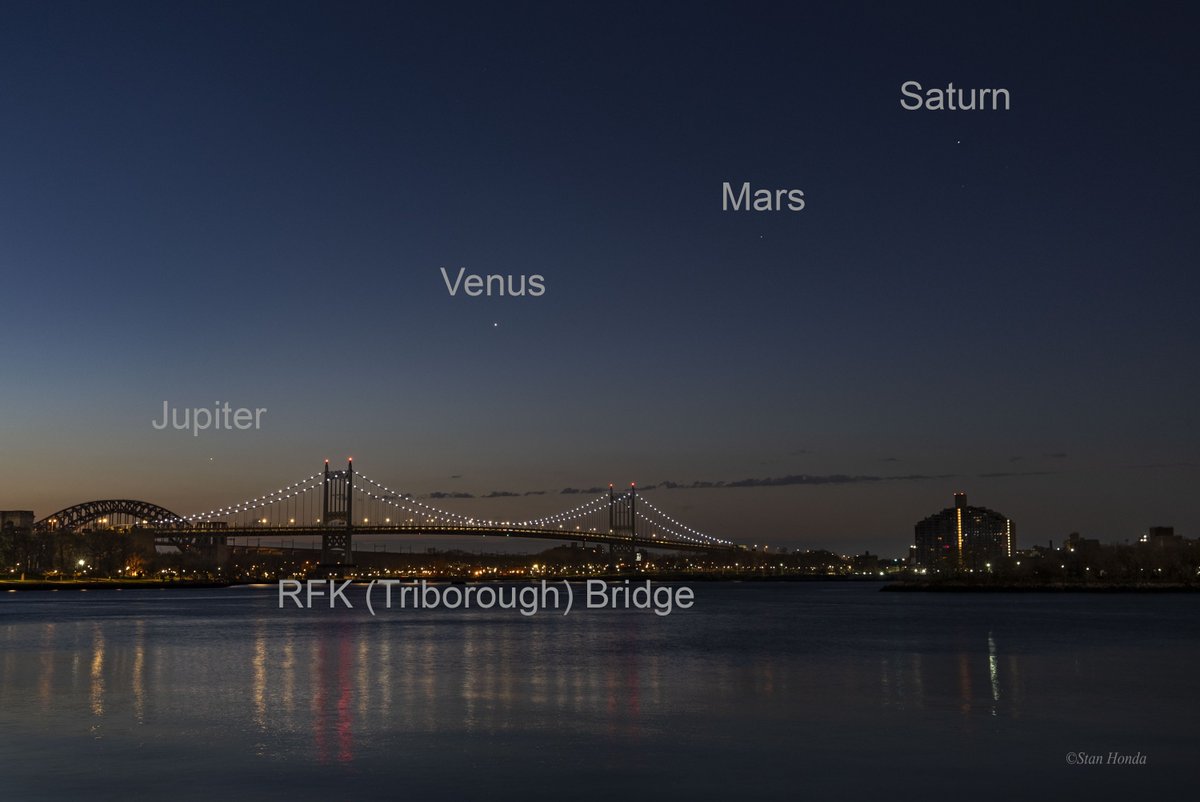 Saturn
Mars
Venus
Jupiter
RFK (Triborough) Bridge
©Stan Honda